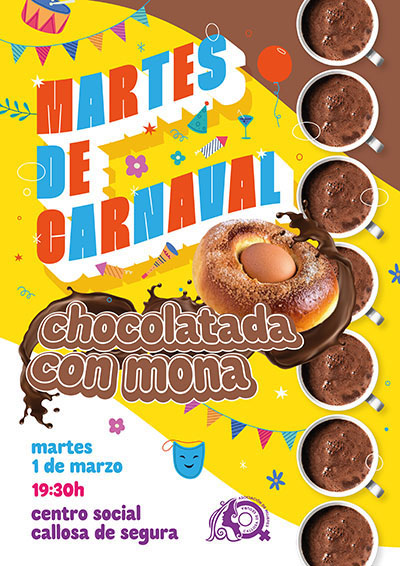 MARTES
DE
CARNAVAL
chocolatada
con mona
martes
1 de marzo
19:30h
centro social
callosa de segura